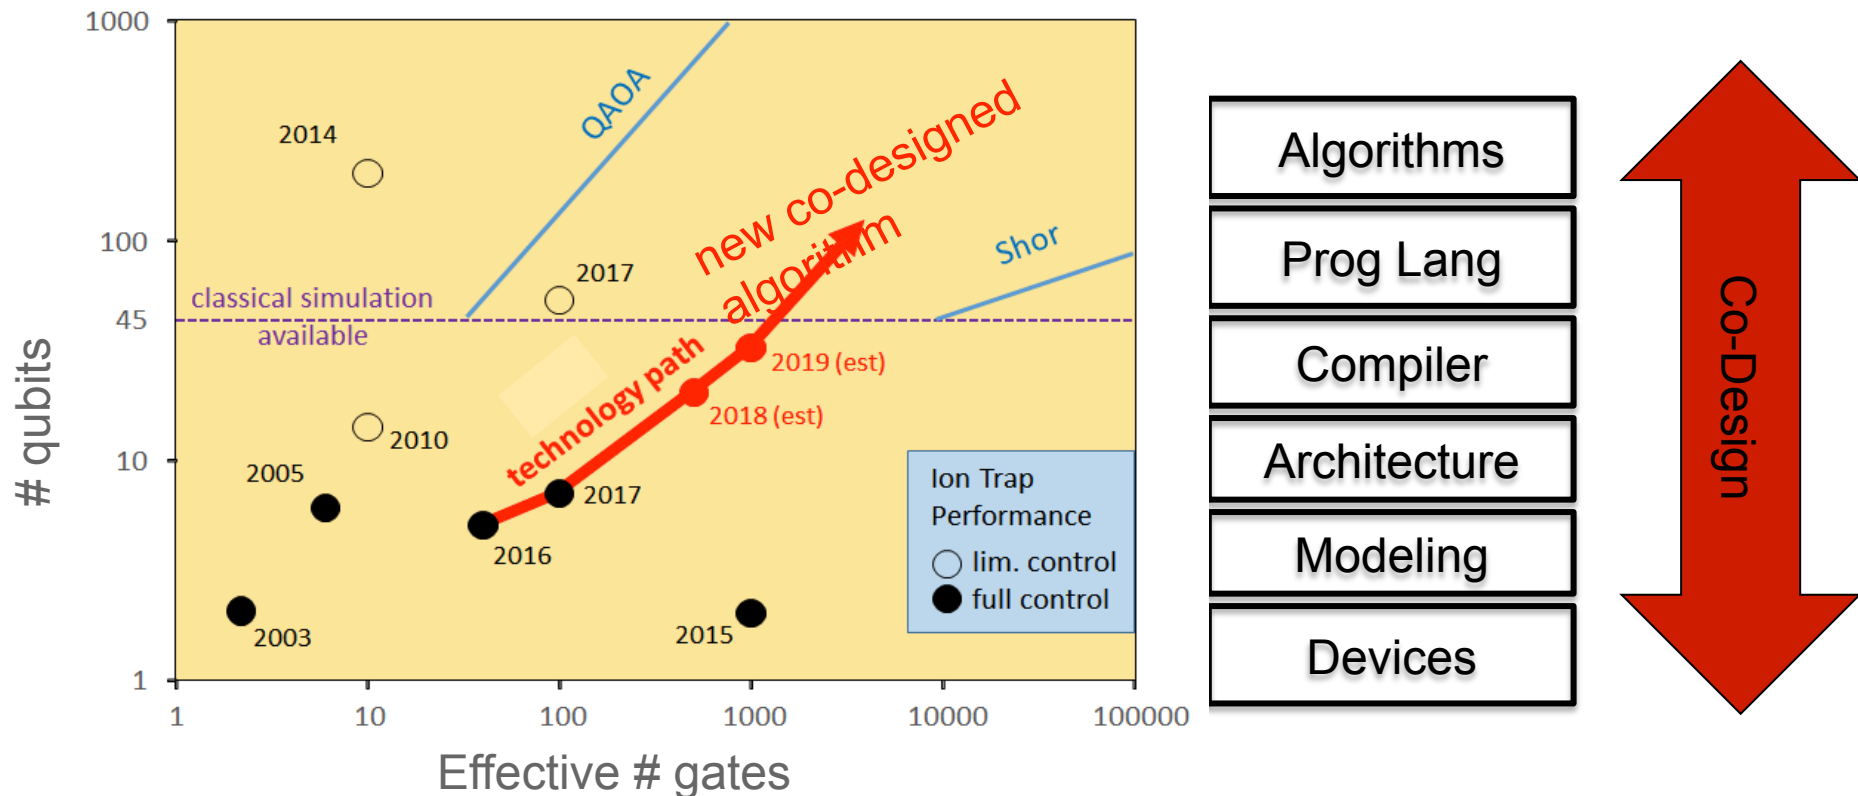 1000
100
45
10
1
# qubits
1
10
100
1000
10000
100000
Effective # gates
2014
QAOA
2017
classical simulation
available
new co-designed
algorithm
Shor
technology path
2019 (est)
2018 (est)
2010
2005
2017
2016
2003
2015
Ion Trap
Performance
lim. control
full control
Algorithms
Prog Lang
Compiler
Architecture
Modeling
Devices
Co-Design